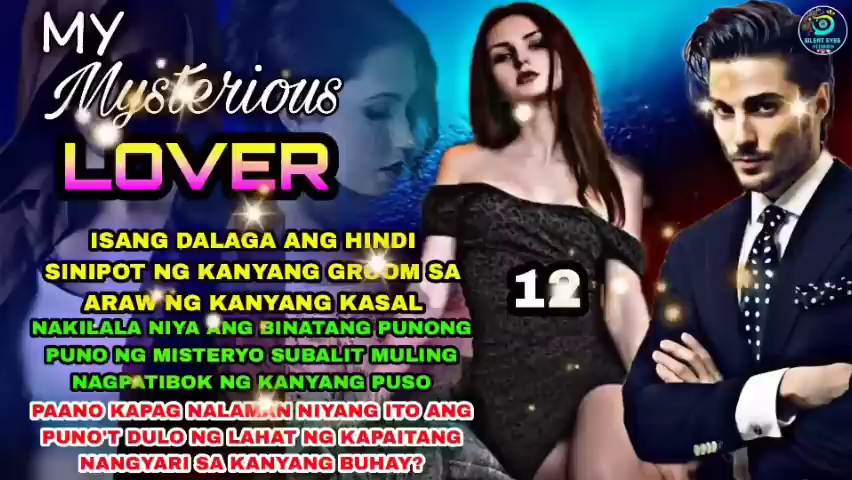 MY
Mysterious
LOVER
SILENT EYES
ISANG DALAGA ANG HINDI
SINIPOT NG KANYANG GROOM SA
ARAW NG KANYANG KASAL
NAKILALA NIYA ANG BINATANG PUNONG
PUNO NG MISTERYO SUBALIT MULING
NAGPATIBOK NG KANYANG PUSO
PAANO KAPAG NALAMAN NIYANG ITO ANG
PUNO'T DULO NG LAHAT NG KAPAITANG
NANGYARI SA KANYANG BUHAY?
12